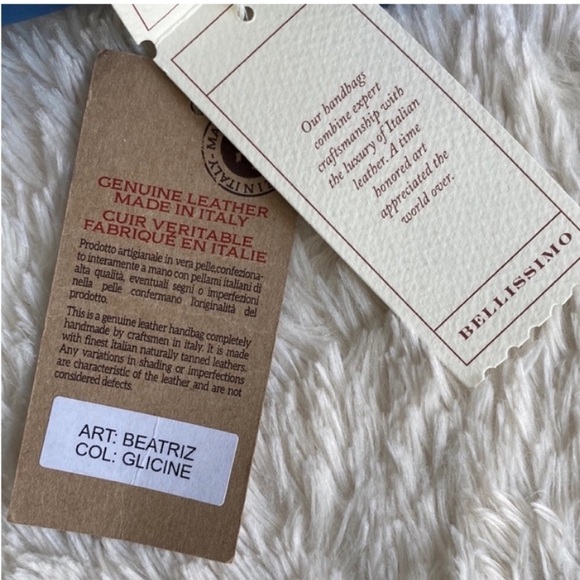 MA
IN ITALY
GENUINE LEATHER
MADE IN ITALY
CUIR VERITABLE
FABRIQUÉ EN ITALIE
Prodotto artigianale in vera pelle,confeziona-
to interamente a mano con pellami italiani di
alta qualità, eventuali segni o imperfezioni
nella pelle confermano l'originalità del
prodotto.
This is a genuine leather handbag completely
handmade by craftsmen in italy. It is made
with finest Italian naturally tanned leathers.
Any variations in shading or imperfections
are characteristic of the leather and are not
considered defects.
ART: BEATRIZ
COL: GLICINE
Our handbags
combine expert
craftsmanship with
the luxury of Italian
leather. A time
honored art
appreciated the
world over.
BELLISSIMO